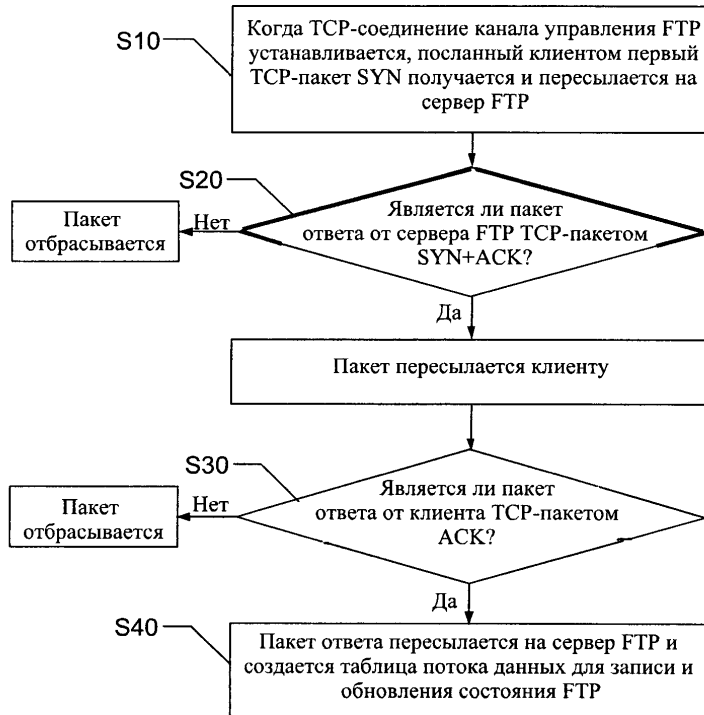 S10
Когда TCP-соединение канала управления FTP
устанавливается, посланный клиентом первый
TCP-пакет SYN получается и пересылается на
сервер FTP
S20
Является ли пакет
ответа от сервера FTP TCP-пакетом
SYN+ACK?
Нет
Пакет
отбрасывается
Да
Пакет пересылается клиенту
S30
Является ли пакет
ответа от клиента TCP-пакетом
ACK?
Нет
Пакет
отбрасывается
Да
S40
Пакет ответа пересылается на сервер FTP и
создается таблица потока данных для записи и
обновления состояния FTP